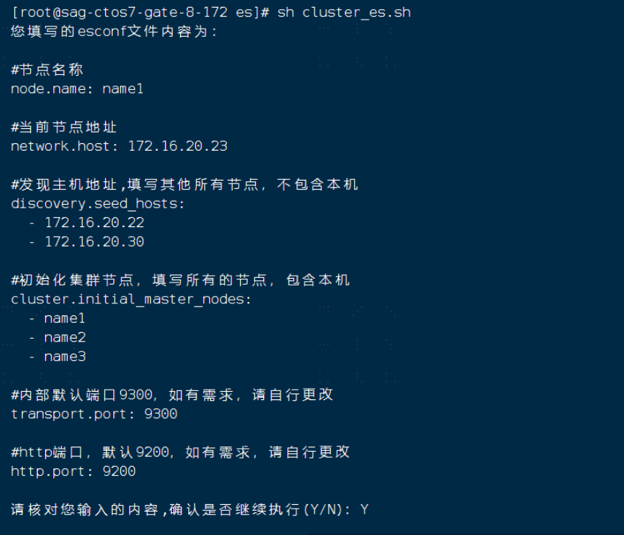 [root@sag-ctos7-gate-8-172 es]# sh cluster_es.sh
您填写的esconf文件内容为:
#节点名称
node.name: name1
#当前节点地址
network.host: 172.16.20.23
#发现主机地址,填写其他所有节点，不包含本机
discovery.seed_hosts:
- 172.16.20.22
- 172.16.20.30
#初始化集群节点，填写所有的节点，包含本机
cluster.initial_master_nodes:
- name1
- name2
- name3
#内部默认端口9300，如有需求，请自行更改
transport.port: 9300
#http端口，默认9200，如有需求，请自行更改
http.port: 9200
请核对您输入的内容,确认是否继续执行(Y/N): Y